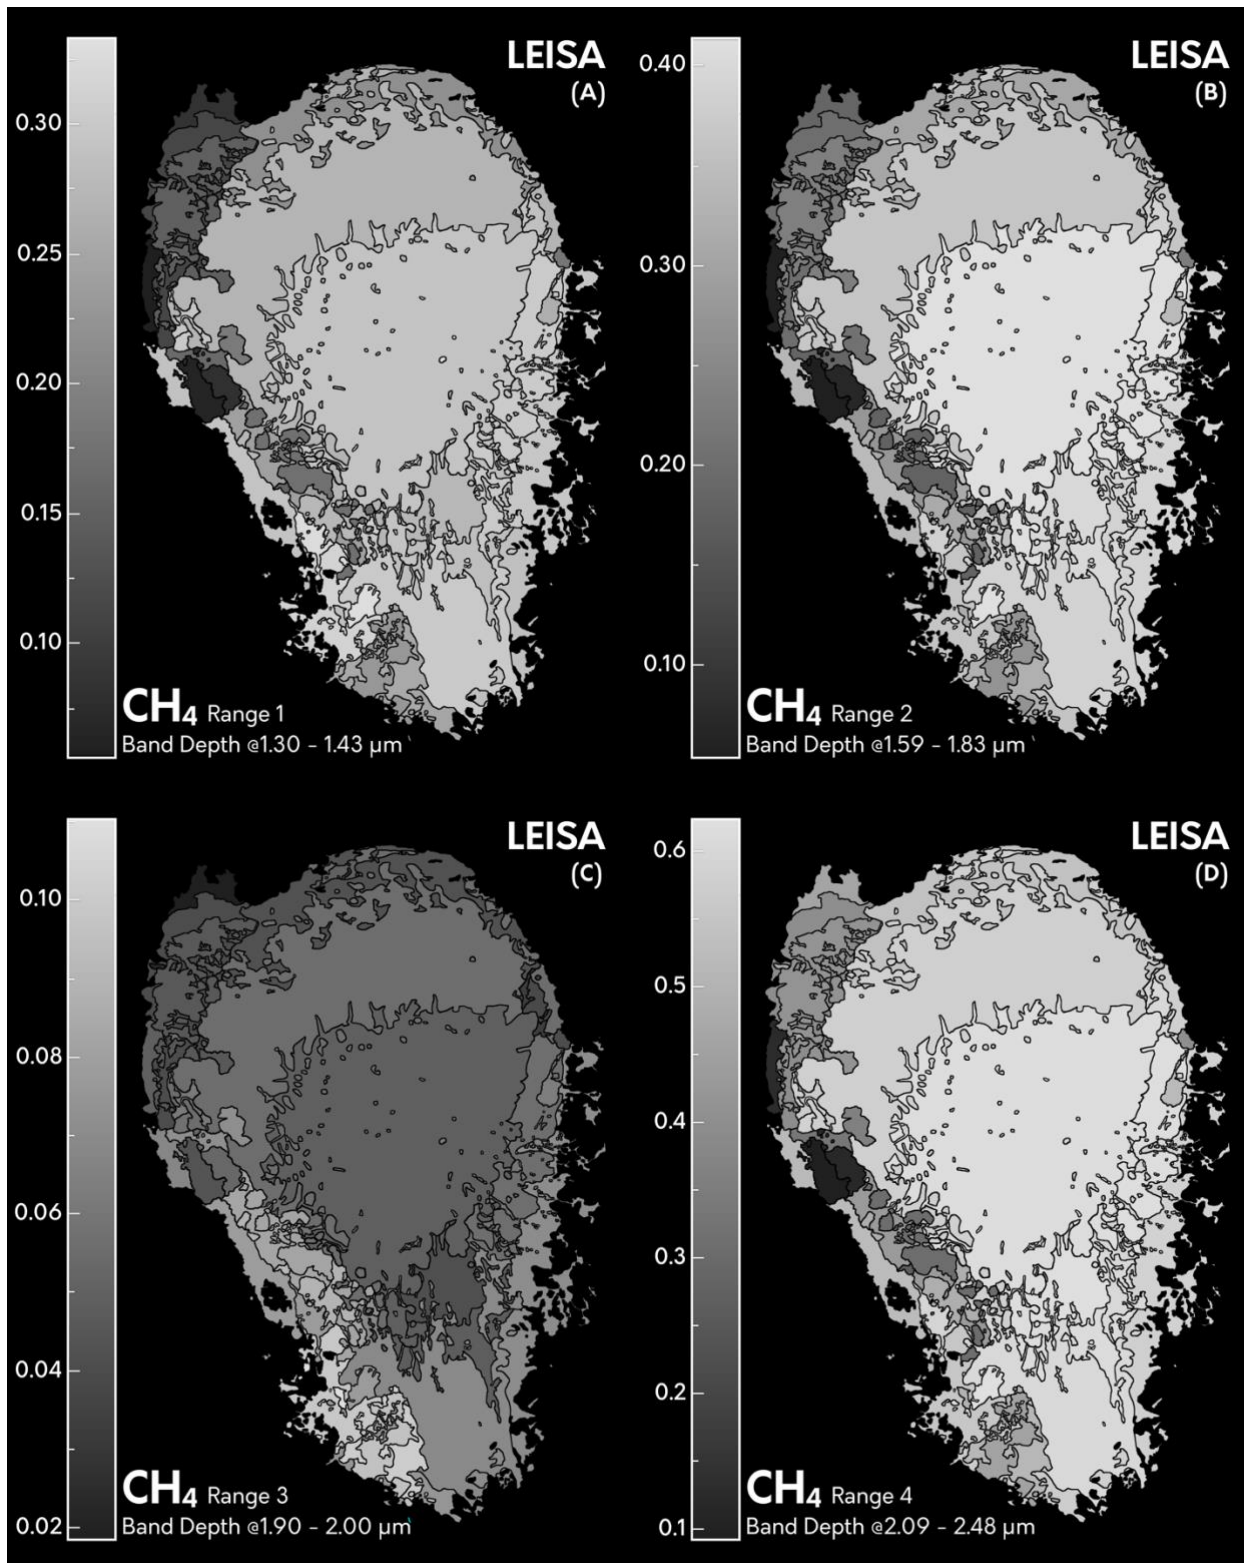 LEISA
(A)
0.30
0.25
0.20
0.15
0.10
CH₄ Range 1
Band Depth @1.30 - 1.43 µm
LEISA
(B)
0.40
0.30
0.20
0.10
CH₄ Range 2
Band Depth @1.59 - 1.83 µm
LEISA
(C)
0.10
0.08
0.06
0.04
0.02
CH₄ Range 3
Band Depth @1.90 - 2.00 µm
LEISA
(D)
0.6
0.5
0.4
0.3
0.2
0.1
CH₄ Range 4
Band Depth @2.09 - 2.48 µm